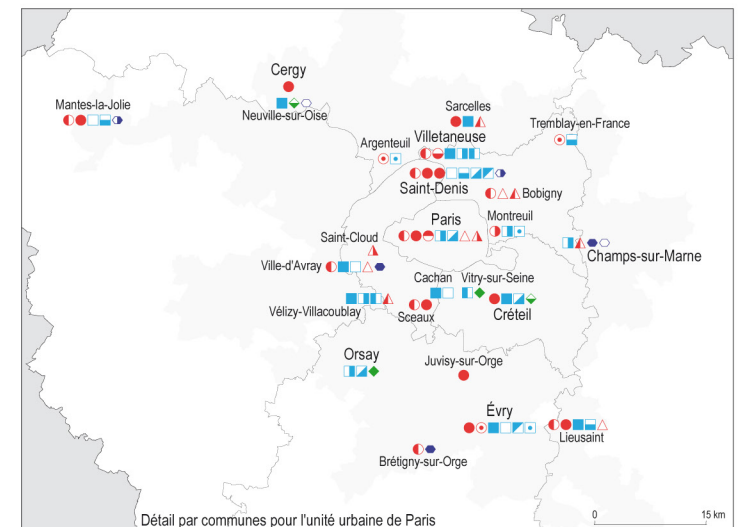 Cergy
Mantes-la-Jolie
Neuville-sur-Oise
Sarcelles
Tremblay-en-France
Villetaneuse
Argenteuil
Saint-Denis
Bobigny
Paris
Montreuil
Saint-Cloud
Champs-sur-Marne
Ville-d'Avray
Cachan
Vitry-sur-Seine
Vélizy-Villacoublay
Sceaux
Créteil
Orsay
Juvisy-sur-Orge
Évry
Lieusaint
Brétigny-sur-Orge
Détail par communes pour l'unité urbaine de Paris
0 15 km